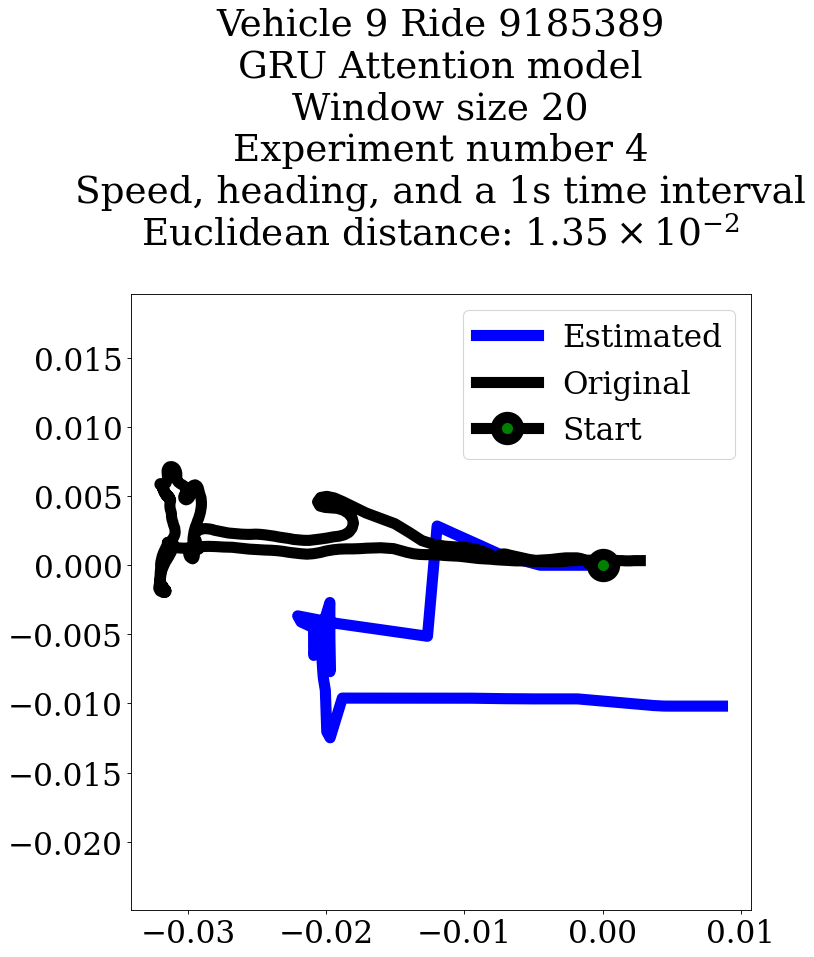 Vehicle 9 Ride 9185389
GRU Attention model
Window size 20
Experiment number 4
Speed, heading, and a 1s time interval
Euclidean distance: 1.35 × 10⁻²
Estimated
Original
Start
0.015
0.010
0.005
0.000
−0.005
−0.010
−0.015
−0.020
−0.03
−0.02
−0.01
0.00
0.01